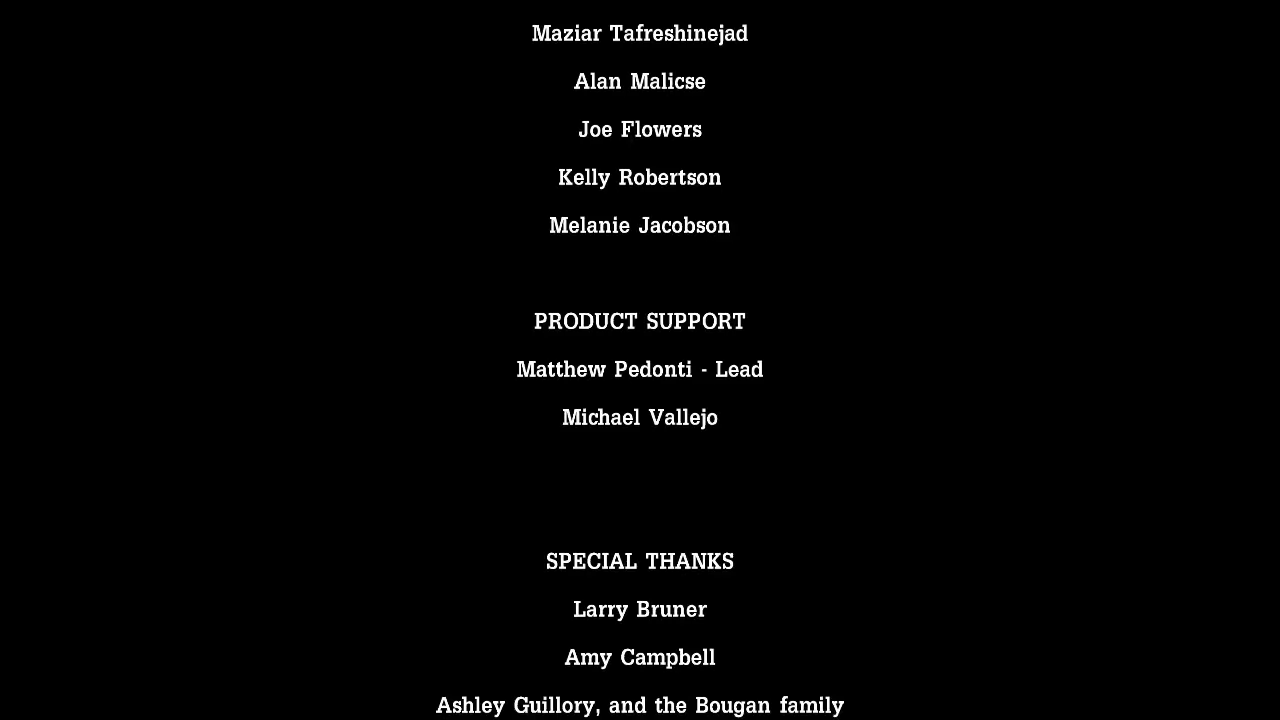 Maziar Tafreshinejad
Alan Malicse
Joe Flowers
Kelly Robertson
Melanie Jacobson
PRODUCT SUPPORT
Matthew Pedonti - Lead
Michael Vallejo
SPECIAL THANKS
Larry Bruner
Amy Campbell
Ashley Guillory, and the Bougan family